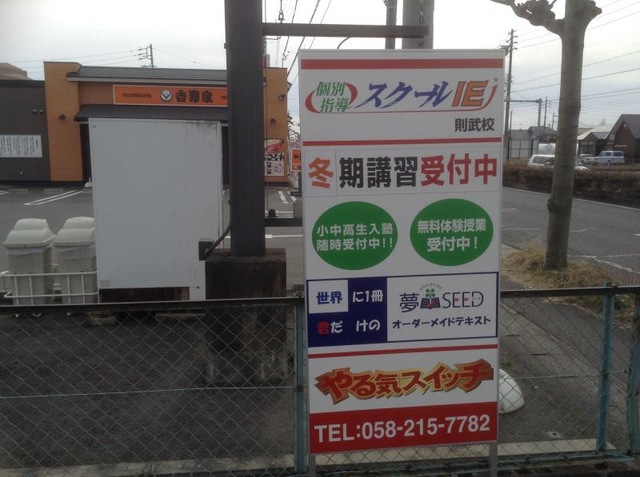 YOSHINOYA
吉野家
個別
指導
スクールIE
則武校
冬期講習受付中
小中高生入塾
随時受付中!!
無料体験授業
受付中!
世界に1冊
君だけの
夢SEED
オーダーメイドテキスト
やる気スイッチ
TEL:058-215-7782